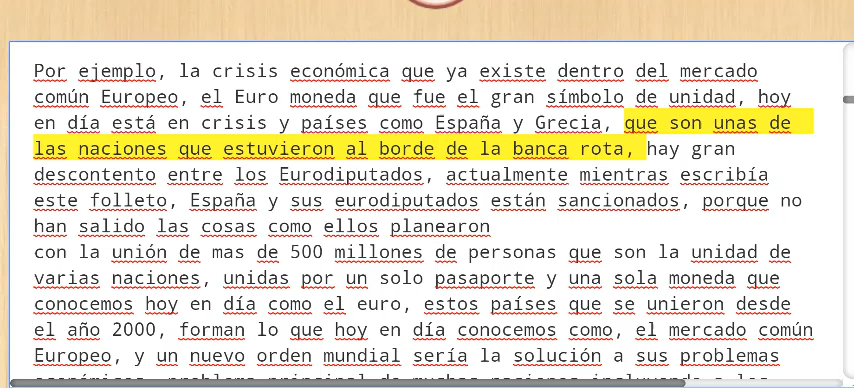 Por ejemplo, la crisis económica que ya existe dentro del mercado
común Europeo, el Euro moneda que fue el gran símbolo de unidad, hoy
en día está en crisis y países como España y Grecia, que son unas de
las naciones que estuvieron al borde de la banca rota, hay gran
descontento entre los Eurodiputados, actualmente mientras escribía
este folleto, España y sus eurodiputados están sancionados, porque no
han salido las cosas como ellos planearon
con la unión de mas de 500 millones de personas que son la unidad de
varias naciones, unidas por un solo pasaporte y una sola moneda que
conocemos hoy en día como el euro, estos países que se unieron desde
el año 2000, forman lo que hoy en día conocemos como, el mercado común
Europeo, y un nuevo orden mundial sería la solución a sus problemas